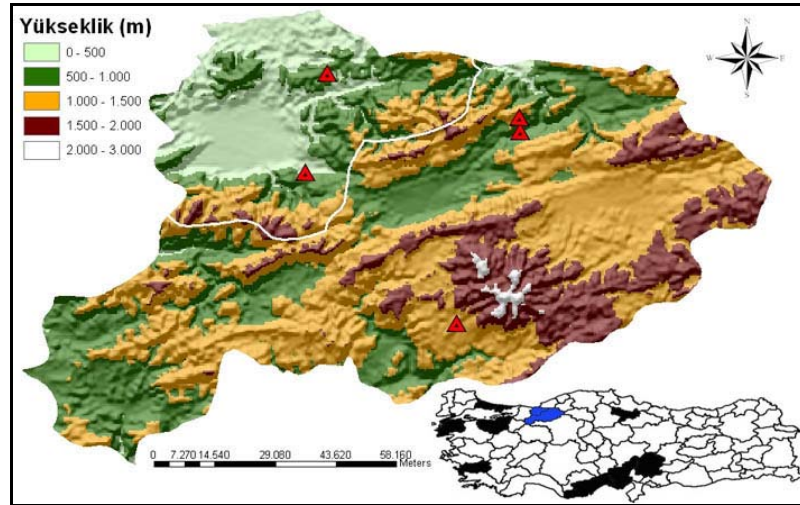 Yükseklik (m)
0 - 500
500 - 1.000
1.000 - 1.500
1.500 - 2.000
2.000 - 3.000
N
W E
S
0 7.270 14.540 29.080 43.620 58.160
Meters